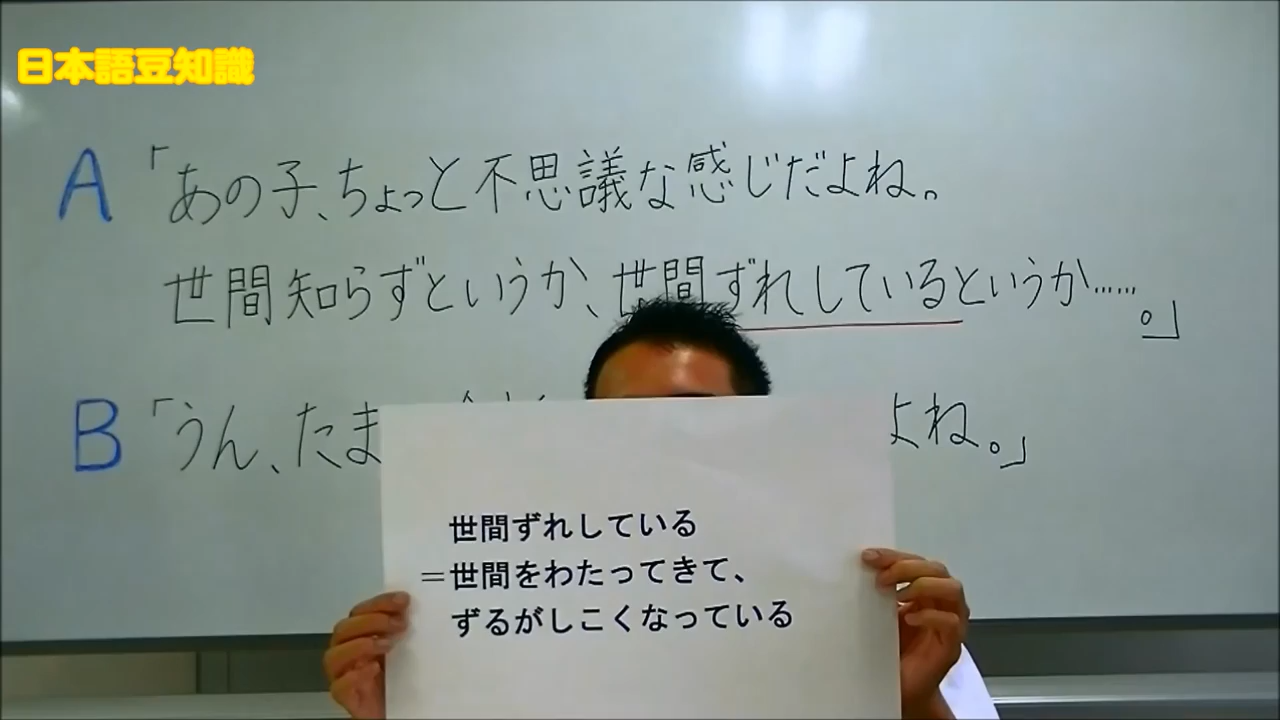 日本語豆知識
A「あの子、ちょっと不思議な感じだよね。
世間知らずというか、世間ずれしているというか……。」
B「うん、たま
よね。」
世間ずれしている
＝世間をわたってきて、
ずるがしこくなっている